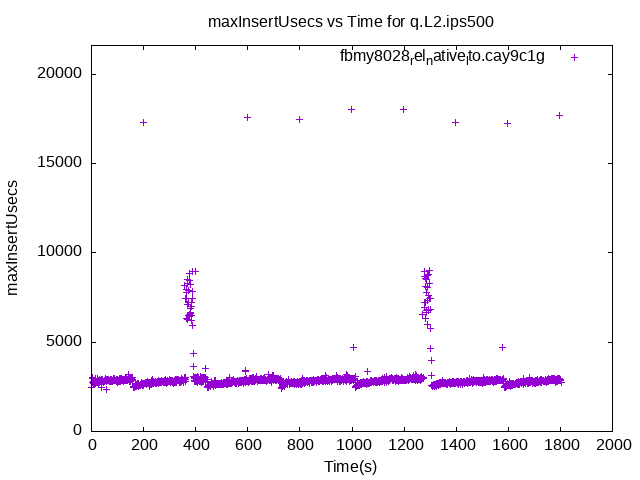 maxInsertUsecs vs Time for q.L2.ips500
fbmy8028relnativelto.cay9c1g
20000
15000
10000
5000
0
maxInsertUsecs
0 200 400 600 800 1000 1200 1400 1600 1800 2000
Time(s)